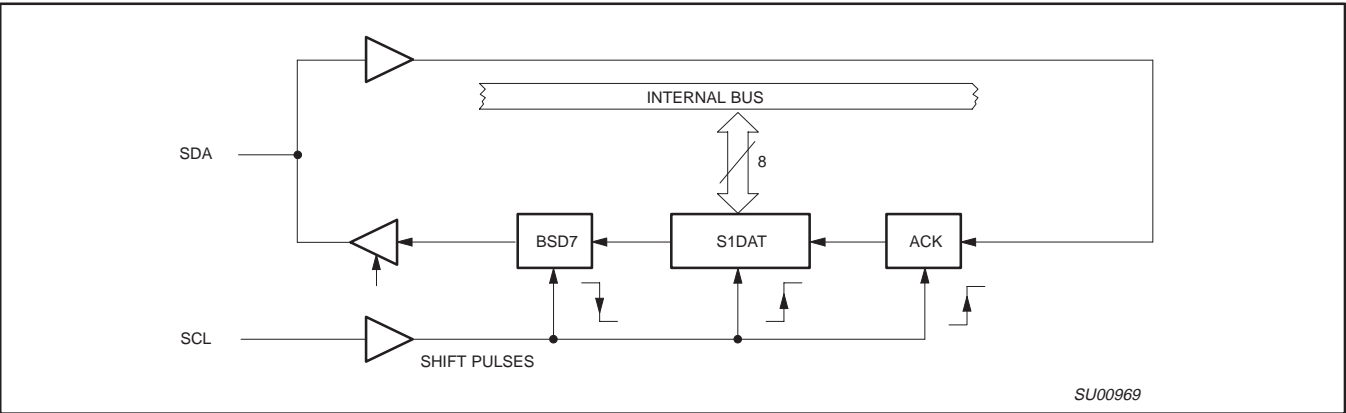 INTERNAL BUS
SDA
8
BSD7
S1DAT
ACK
SCL
SHIFT PULSES
SU00969